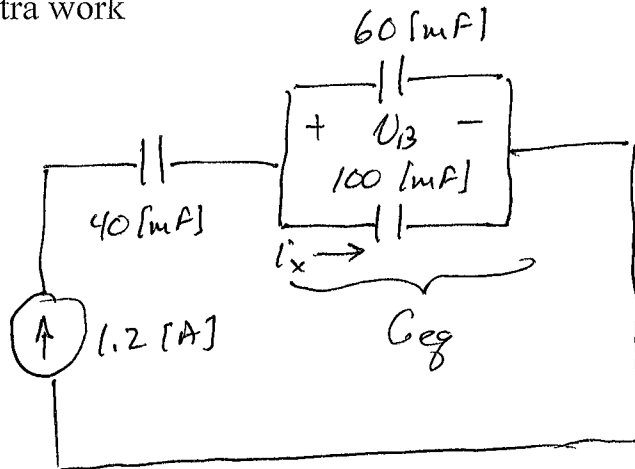 tra work
60 [mF]
+ v_B -
100 [mF]
40 [mF]
i_x →
C_eq
↑ 1.2 [A]